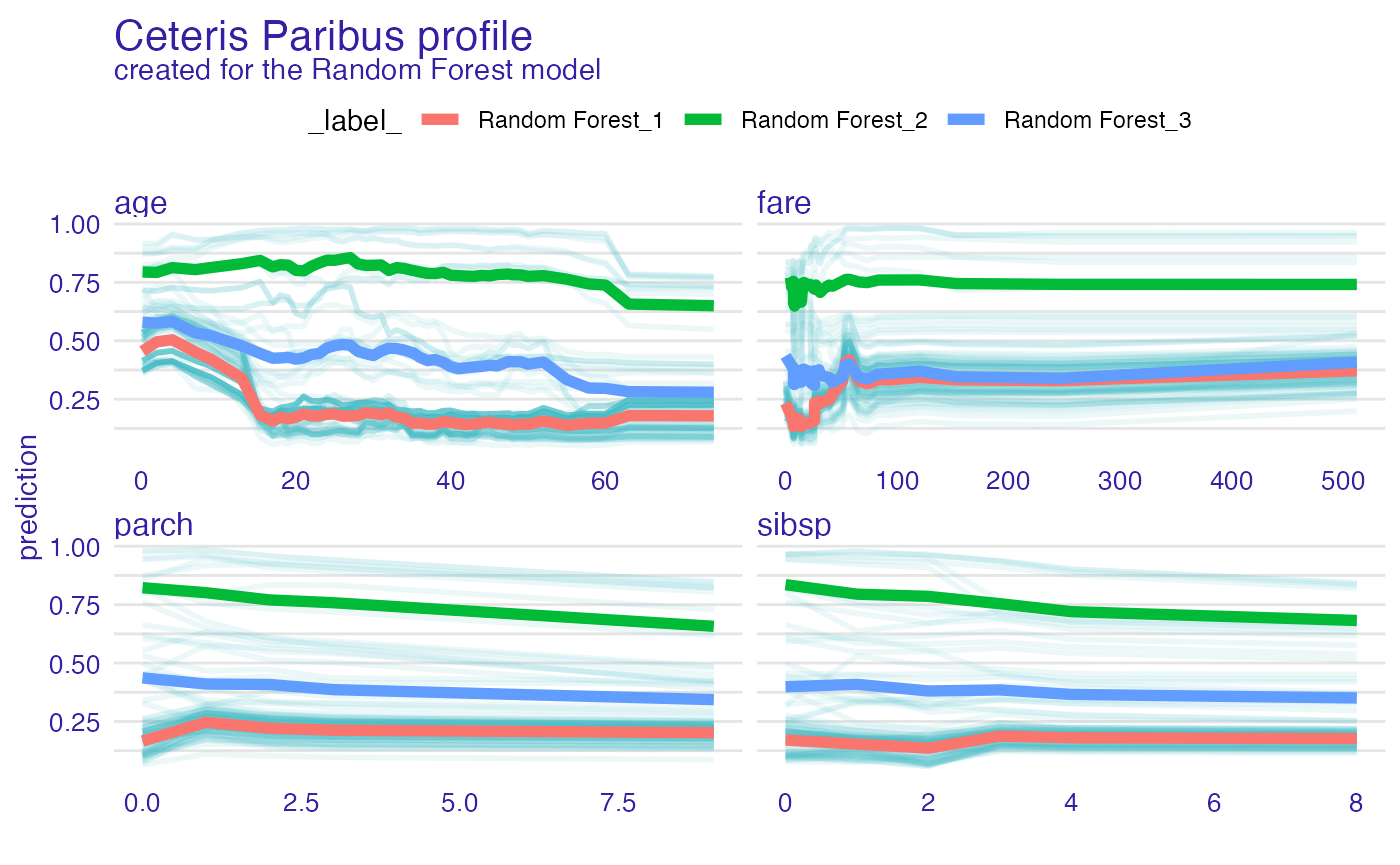 Ceteris Paribus profile
created for the Random Forest model
_label_ Random Forest_1 Random Forest_2 Random Forest_3
age fare
1.00
0.75
0.50
0.25
0 20 40 60 0 100 200 300 400 500
prediction
parch sibsp
1.00
0.75
0.50
0.25
0.0 2.5 5.0 7.5 0 2 4 6 8